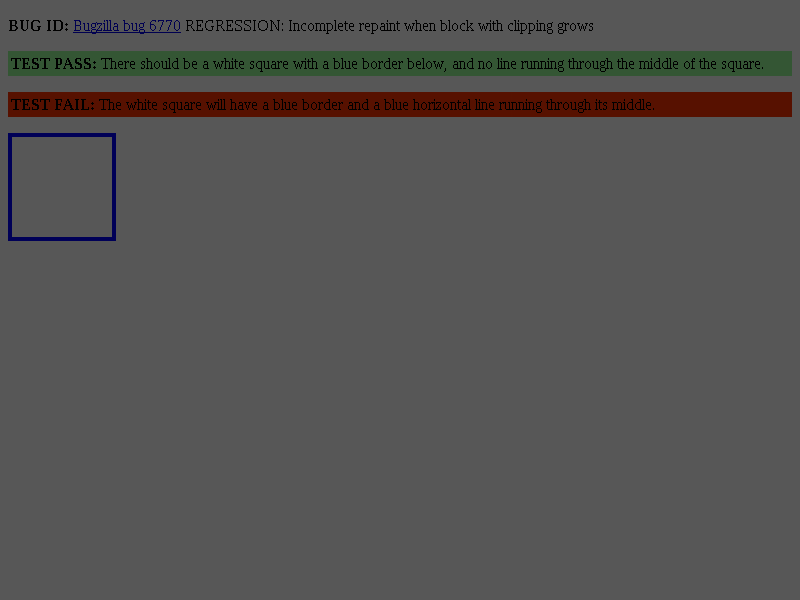 BUG ID: Bugzilla bug 6770 REGRESSION: Incomplete repaint when block with clipping grows
TEST PASS: There should be a white square with a blue border below, and no line running through the middle of the square.
TEST FAIL: The white square will have a blue border and a blue horizontal line running through its middle.